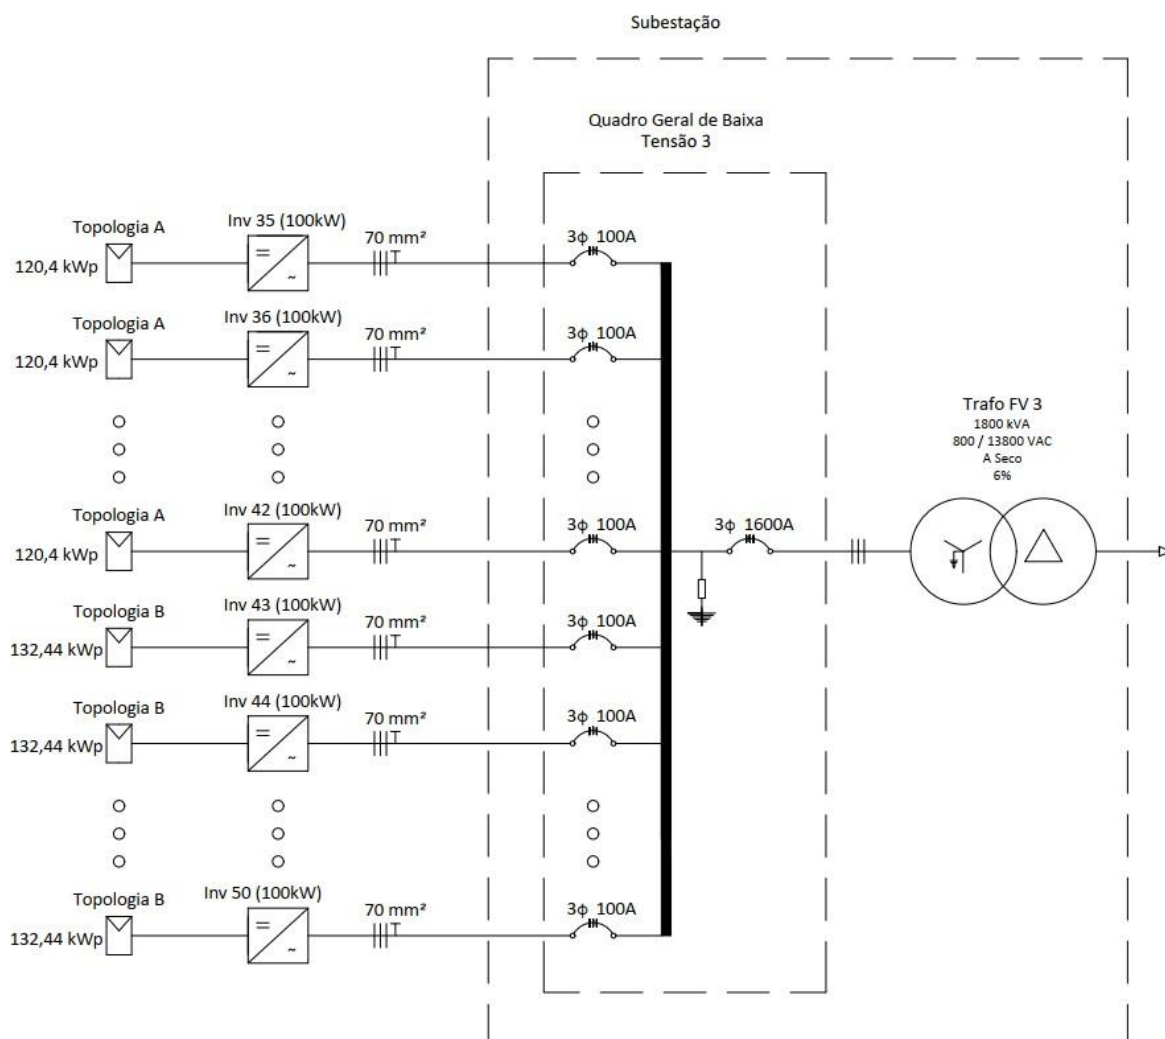 Subestação
Quadro Geral de Baixa
Tensão 3
Topologia A
Inv 35 (100kW)
70 mm²
3ϕ 100A
120,4 kWp
Topologia A
Inv 36 (100kW)
70 mm²
3ϕ 100A
120,4 kWp
Trafo FV 3
1800 kVA
800 / 13800 VAC
A Seco
6%
Topologia A
Inv 42 (100kW)
70 mm²
3ϕ 100A
3ϕ 1600A
120,4 kWp
Topologia B
Inv 43 (100kW)
70 mm²
3ϕ 100A
132,44 kWp
Topologia B
Inv 44 (100kW)
70 mm²
3ϕ 100A
132,44 kWp
Topologia B
Inv 50 (100kW)
70 mm²
3ϕ 100A
132,44 kWp